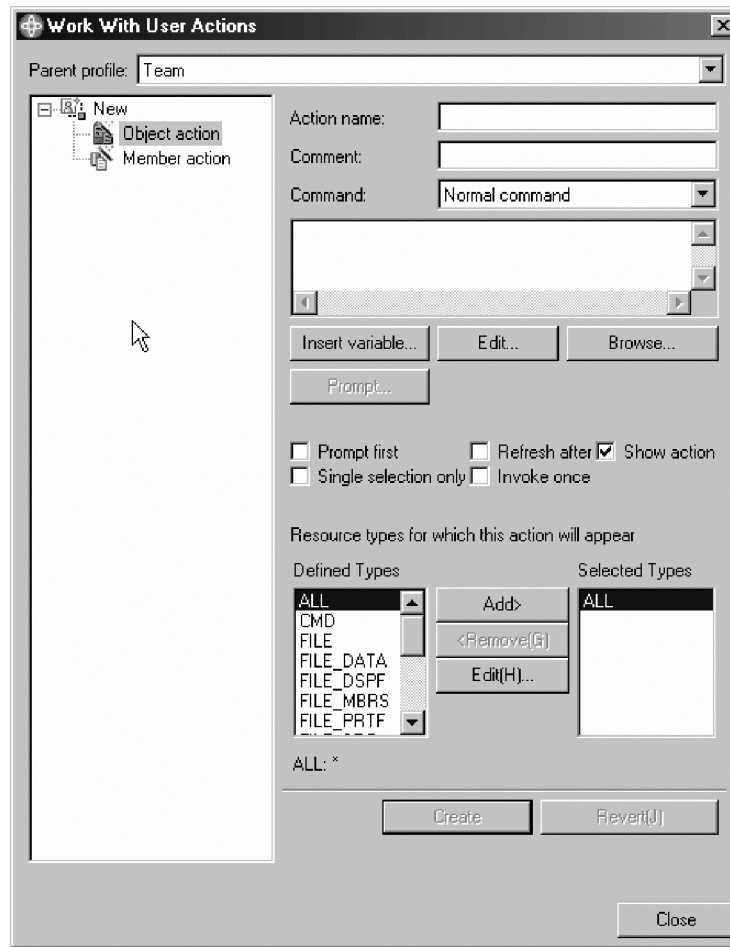 Work With User Actions
Parent profile: Team
New
Object action
Member action
Action name:
Comment:
Command: Normal command
Insert variable... Edit... Browse...
Prompt...
Prompt first Refresh after Show action
Single selection only Invoke once
Resource types for which this action will appear
Defined Types Selected Types
ALL Add> ALL
CMD
FILE <Remove(G)
FILE_DATA
FILE_DSPF Edit(H)...
FILE_MBRS
FILE_PRTF
ALL: *
Create Revert(J)
Close